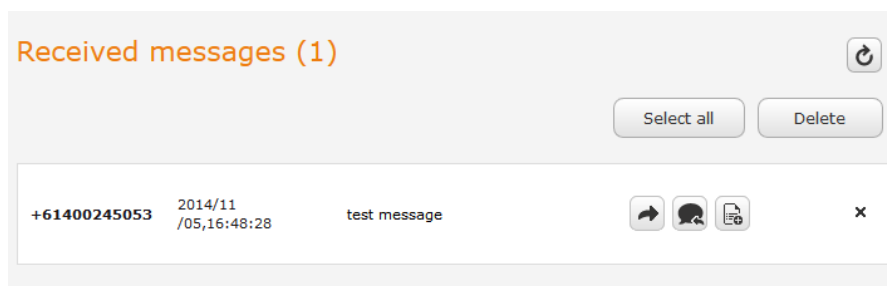 Received messages (1)
Select all
Delete
+61400245053
2014/11
/05,16:48:28
test message